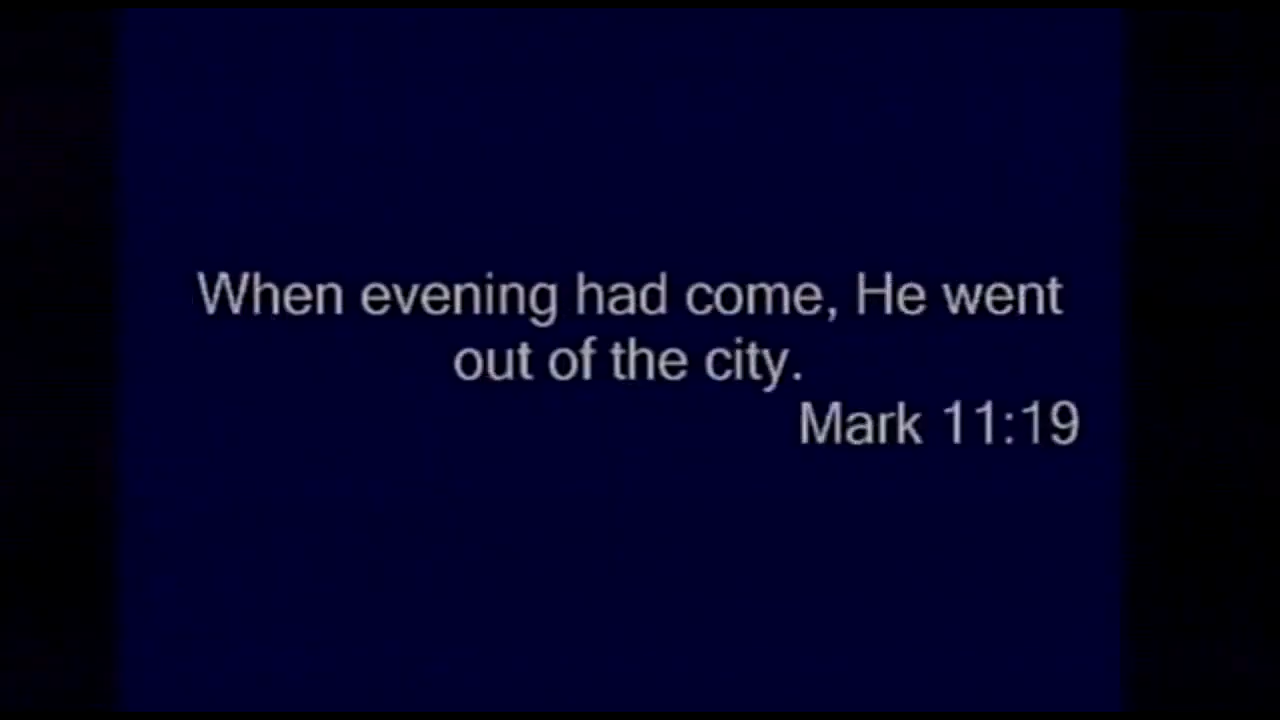 When evening had come, He went
out of the city.
Mark 11:19